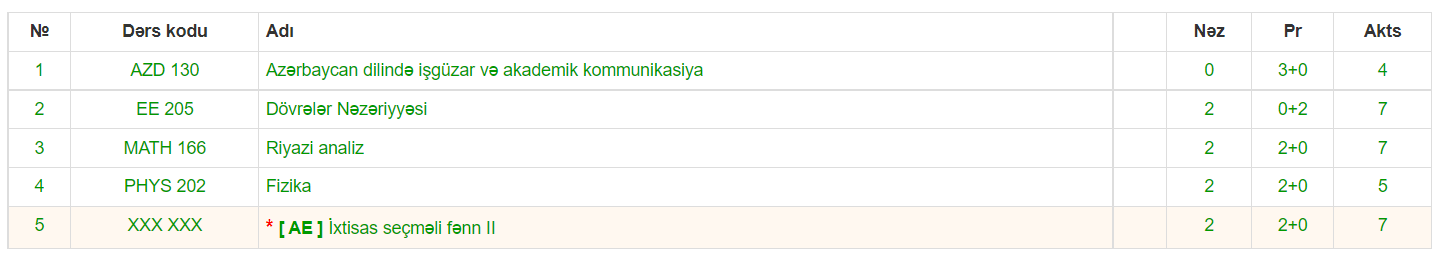 № Dərs kodu Adı Nəz Pr Akts
1 AZD 130 Azərbaycan dilində işgüzar və akademik kommunikasiya 0 3+0 4
2 EE 205 Dövrələr Nəzəriyyəsi 2 0+2 7
3 MATH 166 Riyazi analiz 2 2+0 7
4 PHYS 202 Fizika 2 2+0 5
5 XXX XXX * [ AE ] İxtisas seçməli fənn II 2 2+0 7